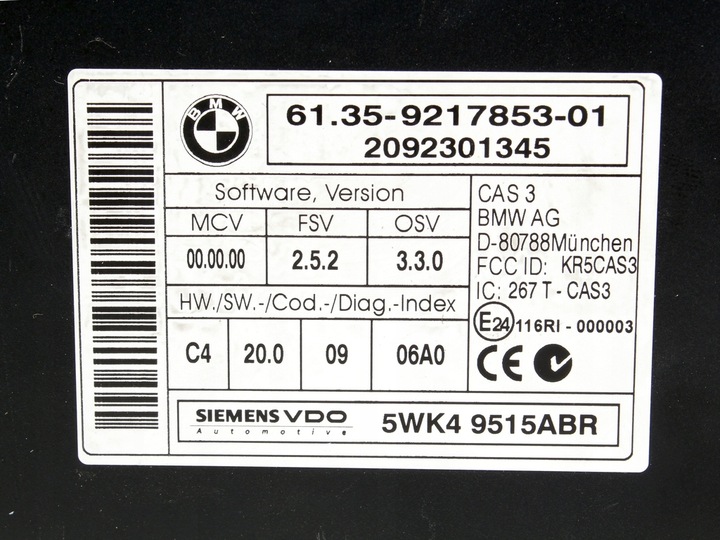 BMW
61.35-9217853-01
2092301345
Software, Version
MCV FSV OSV
00.00.00 2.5.2 3.3.0
HW./SW.-/Cod.-/Diag.-Index
C4 20.0 09 06A0
CAS 3
BMW AG
D-80788München
FCC ID: KR5CAS3
IC: 267 T - CAS3
E24 116RI - 000003
CE
SIEMENS VDO
Automotive
5WK4 9515ABR